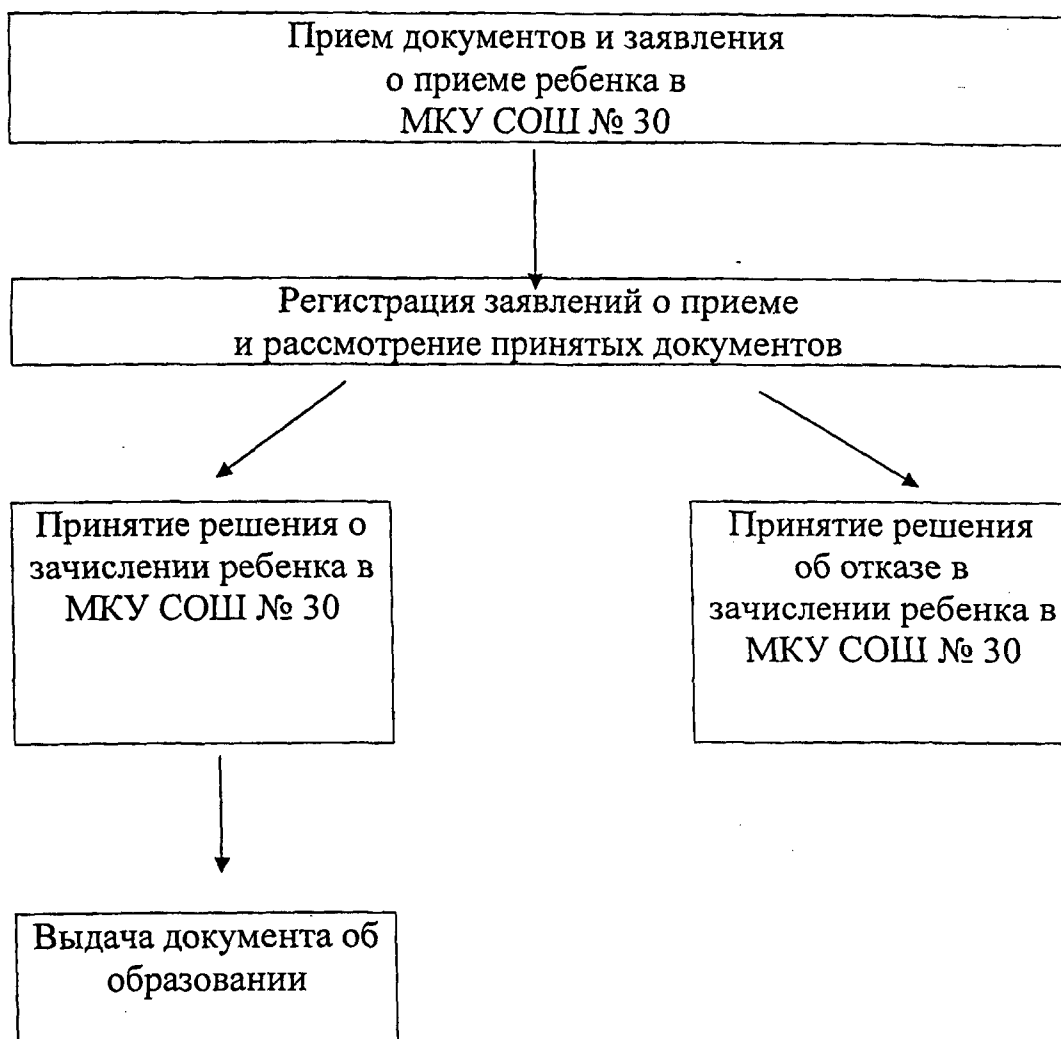 Прием документов и заявления
о приеме ребенка в
МКУ СОШ № 30
Регистрация заявлений о приеме
и рассмотрение принятых документов
Принятие решения о
зачислении ребенка в
МКУ СОШ № 30
Принятие решения
об отказе в
зачислении ребенка в
МКУ СОШ № 30
Выдача документа об
образовании